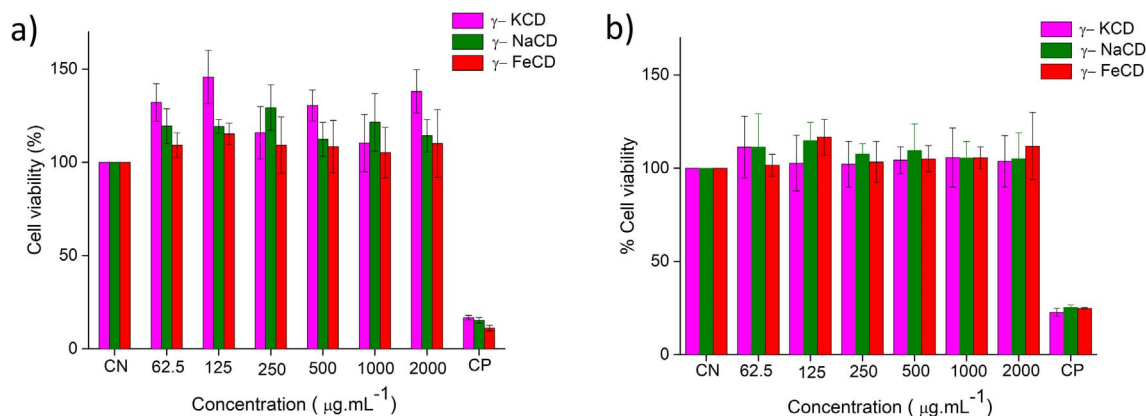 a)
γ– KCD
γ– NaCD
γ– FeCD
150
100
50
0
Cell viability (%)
CN 62.5 125 250 500 1000 2000 CP
Concentration ( µg.mL⁻¹)
b)
γ– KCD
γ– NaCD
γ– FeCD
150
100
50
0
% Cell viability
CN 62.5 125 250 500 1000 2000 CP
Concentration ( µg.mL⁻¹)